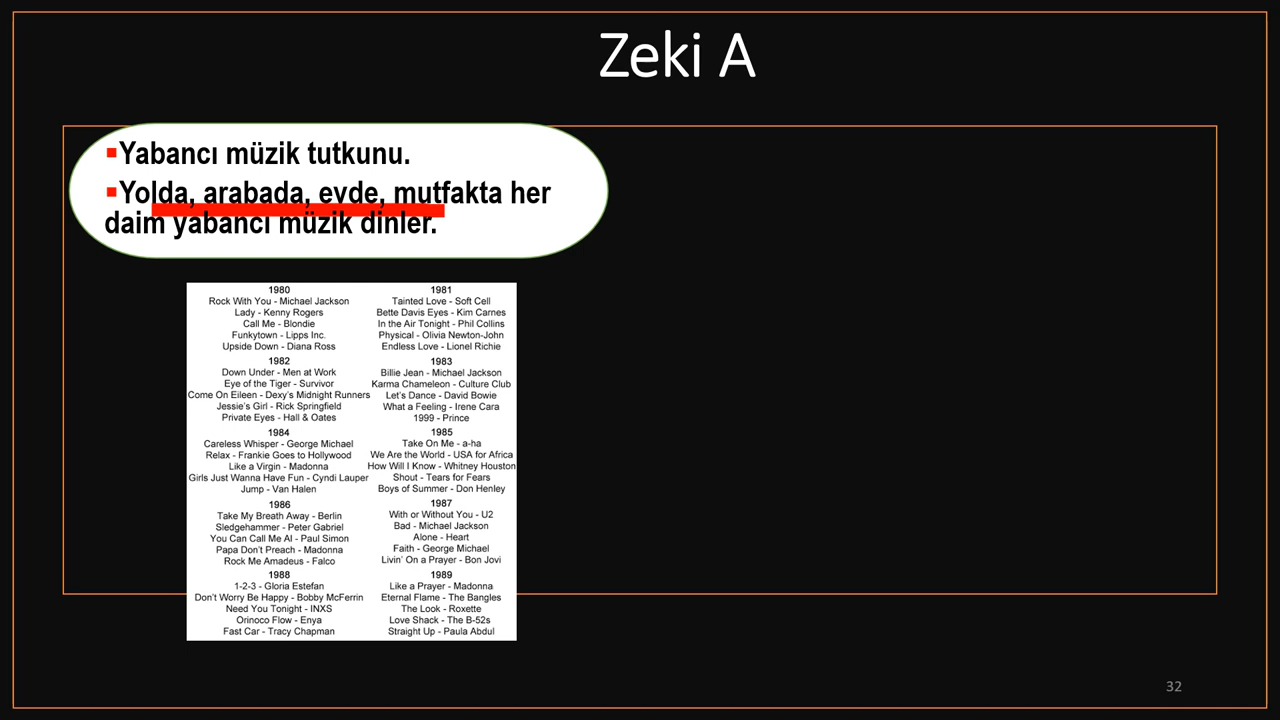 Zeki A
▪Yabancı müzik tutkunu.
▪Yolda, arabada, evde, mutfakta her
daim yabancı müzik dinler.
1980
Rock With You - Michael Jackson
Lady - Kenny Rogers
Call Me - Blondie
Funkytown - Lipps Inc.
Upside Down - Diana Ross
1981
Tainted Love - Soft Cell
Bette Davis Eyes - Kim Carnes
In the Air Tonight - Phil Collins
Physical - Olivia Newton-John
Endless Love - Lionel Richie
1982
Down Under - Men at Work
Eye of the Tiger - Survivor
Come On Eileen - Dexy's Midnight Runners
Jessie's Girl - Rick Springfield
Private Eyes - Hall & Oates
1983
Billie Jean - Michael Jackson
Karma Chameleon - Culture Club
Let's Dance - David Bowie
What a Feeling - Irene Cara
1999 - Prince
1984
Careless Whisper - George Michael
Relax - Frankie Goes to Hollywood
Like a Virgin - Madonna
Girls Just Wanna Have Fun - Cyndi Lauper
Jump - Van Halen
1985
Take On Me - a-ha
We Are the World - USA for Africa
How Will I Know - Whitney Houston
Shout - Tears for Fears
Boys of Summer - Don Henley
1986
Take My Breath Away - Berlin
Sledgehammer - Peter Gabriel
You Can Call Me Al - Paul Simon
Papa Don't Preach - Madonna
Rock Me Amadeus - Falco
1987
With or Without You - U2
Bad - Michael Jackson
Alone - Heart
Faith - George Michael
Livin' On a Prayer - Bon Jovi
1988
1-2-3 - Gloria Estefan
Don't Worry Be Happy - Bobby McFerrin
Need You Tonight - INXS
Orinoco Flow - Enya
Fast Car - Tracy Chapman
1989
Like a Prayer - Madonna
Eternal Flame - The Bangles
The Look - Roxette
Love Shack - The B-52s
Straight Up - Paula Abdul
32